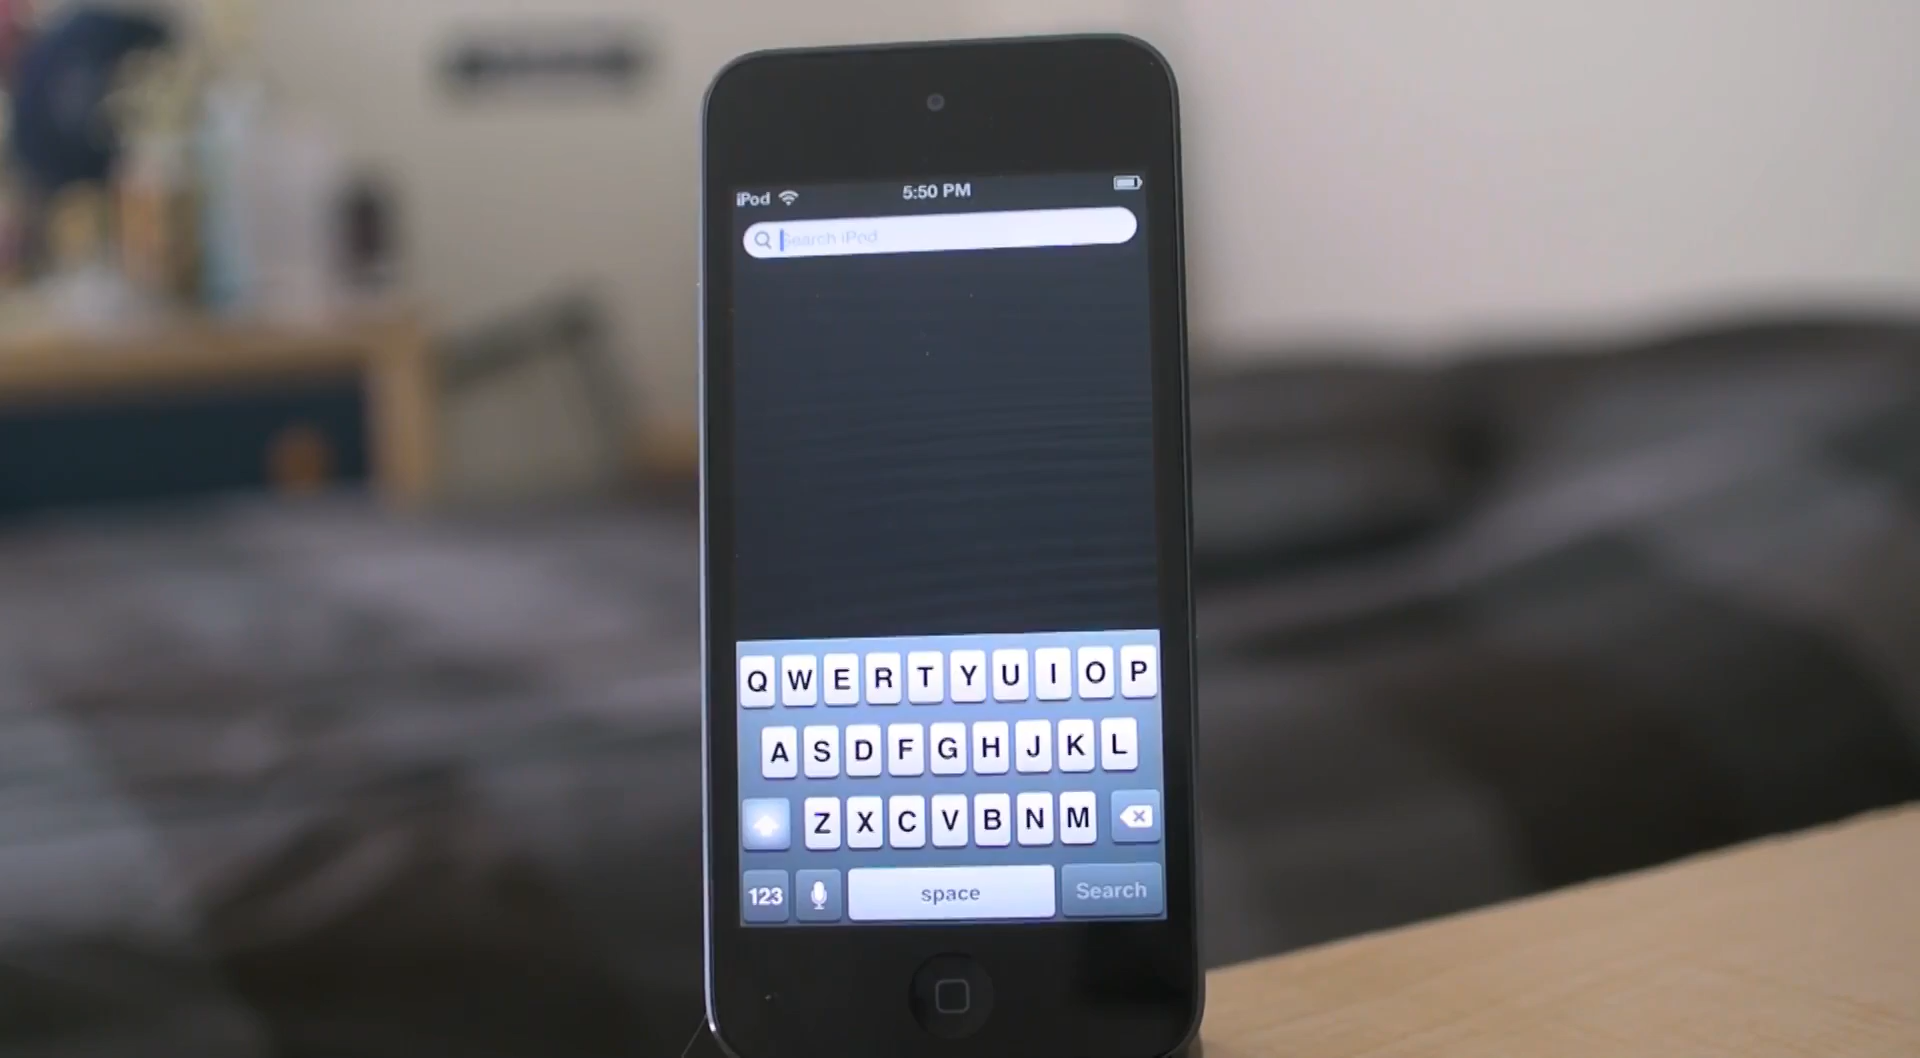 iPod 5:50 PM
Search iPod
Q W E R T Y U I O P
A S D F G H J K L
Z X C V B N M
123 space Search